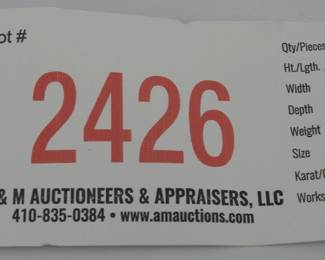 ot #
2426
& M AUCTIONEERS & APPRAISERS, LLC
410-835-0384 • www.amauctions.com
Qty/Pieces
Ht./Lgth.
Width
Depth
Weight
Size
Karat/
Works